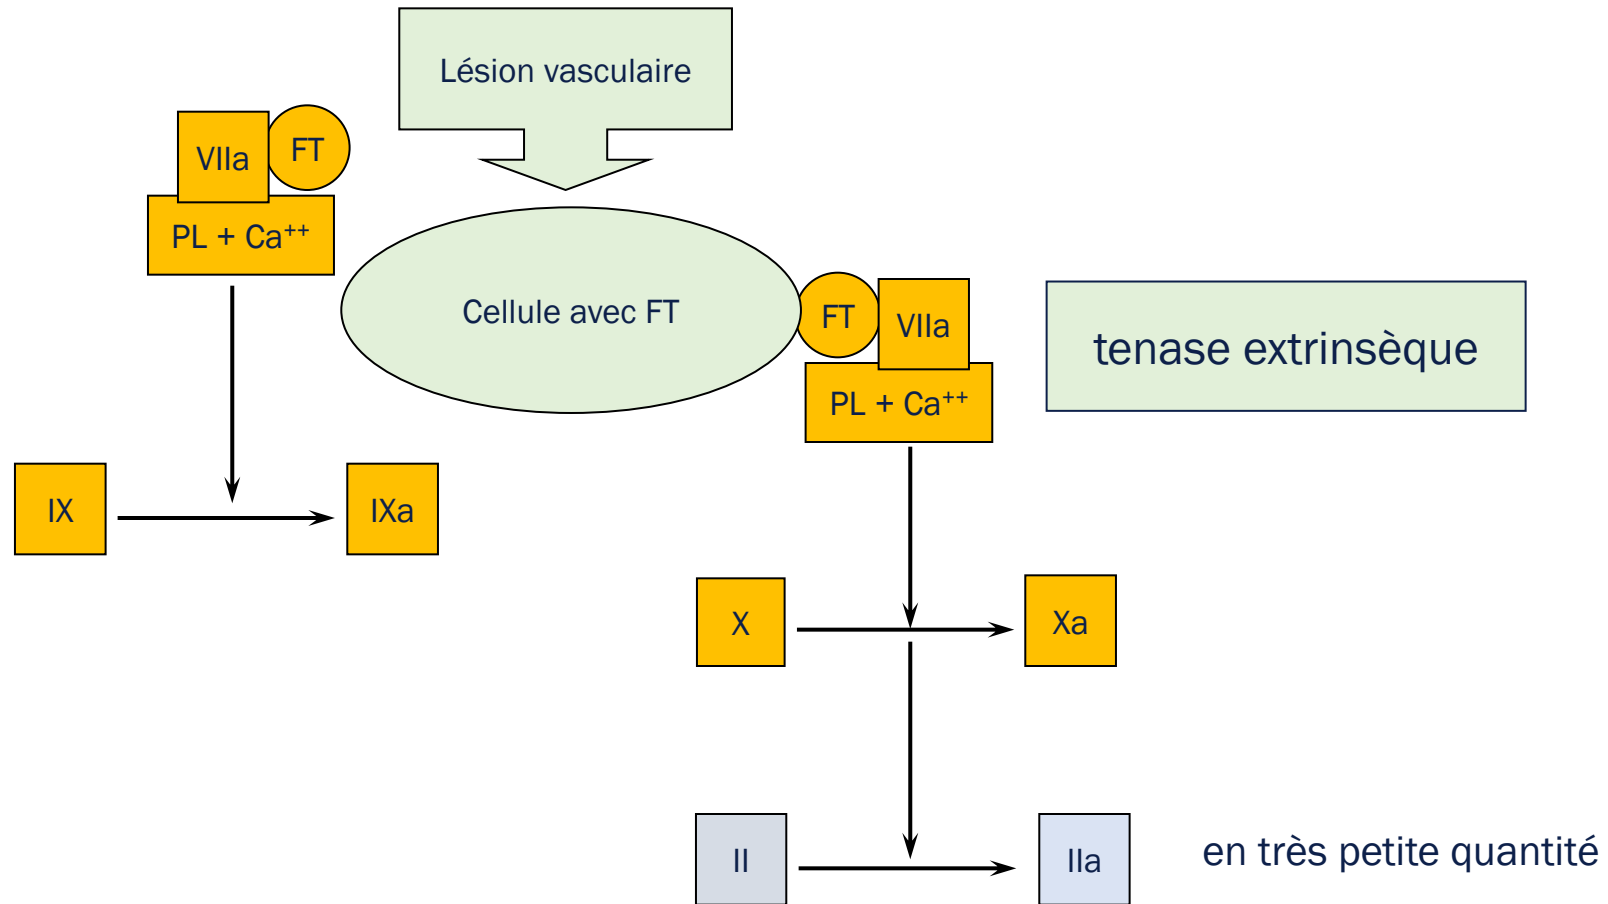 Lésion vasculaire
VIIa
FT
PL + Ca++
Cellule avec FT
FT
VIIa
PL + Ca++
tenase extrinsèque
IX
IXa
X
Xa
II
IIa
en très petite quantité